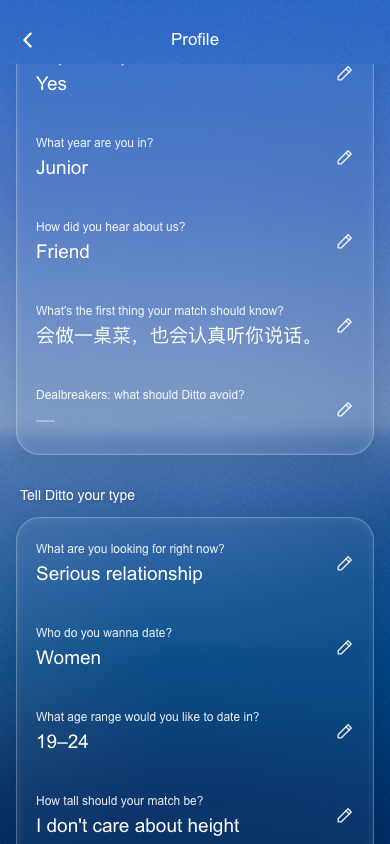 Profile
Yes
What year are you in?
Junior
How did you hear about us?
Friend
What's the first thing your match should know?
会做一桌菜，也会认真听你说话。
Dealbreakers: what should Ditto avoid?
—
Tell Ditto your type
What are you looking for right now?
Serious relationship
Who do you wanna date?
Women
What age range would you like to date in?
19–24
How tall should your match be?
I don't care about height